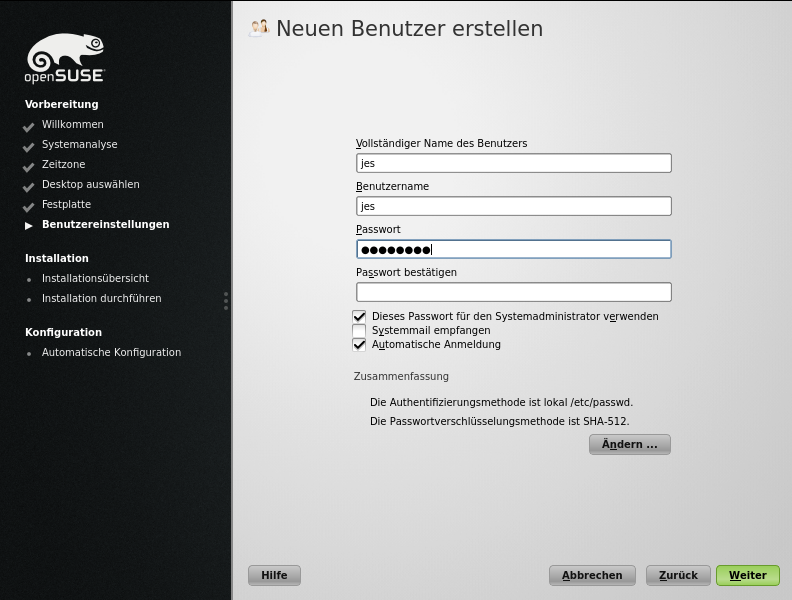 openSUSE
Vorbereitung
Willkommen
Systemanalyse
Zeitzone
Desktop auswählen
Festplatte
Benutzereinstellungen
Installation
Installationsübersicht
Installation durchführen
Konfiguration
Automatische Konfiguration
Neuen Benutzer erstellen
Vollständiger Name des Benutzers
jes
Benutzername
jes
Passwort
●●●●●●●●
Passwort bestätigen
Dieses Passwort für den Systemadministrator verwenden
Systemmail empfangen
Automatische Anmeldung
Zusammenfassung
Die Authentifizierungsmethode ist lokal /etc/passwd.
Die Passwortverschlüsselungsmethode ist SHA-512.
Ändern ...
Hilfe
Abbrechen
Zurück
Weiter